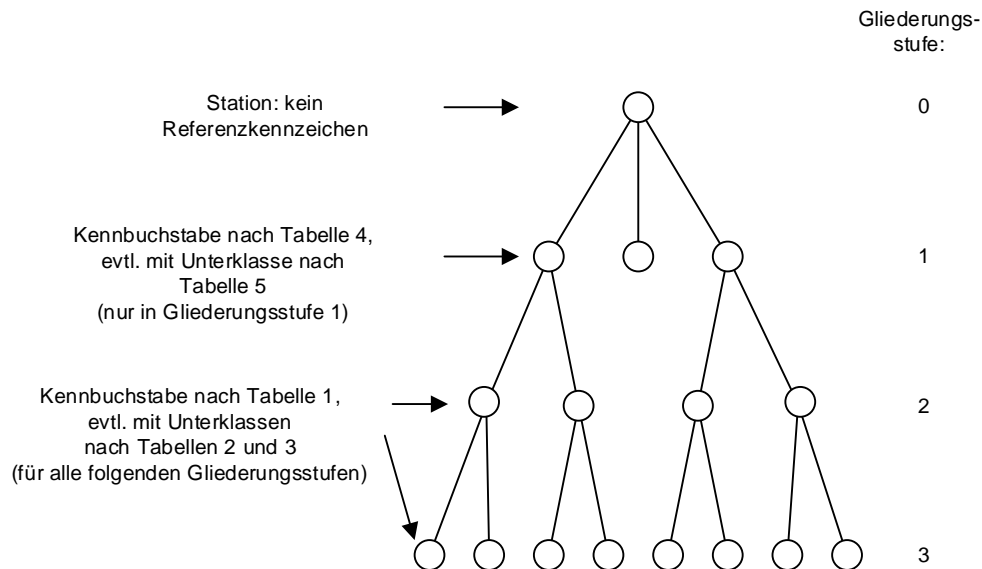 Gliederungs-
stufe:
Station: kein
Referenzkennzeichen
0
Kennbuchstabe nach Tabelle 4,
evtl. mit Unterklasse nach
Tabelle 5
(nur in Gliederungsstufe 1)
1
Kennbuchstabe nach Tabelle 1,
evtl. mit Unterklassen
nach Tabellen 2 und 3
(für alle folgenden Gliederungsstufen)
2
3